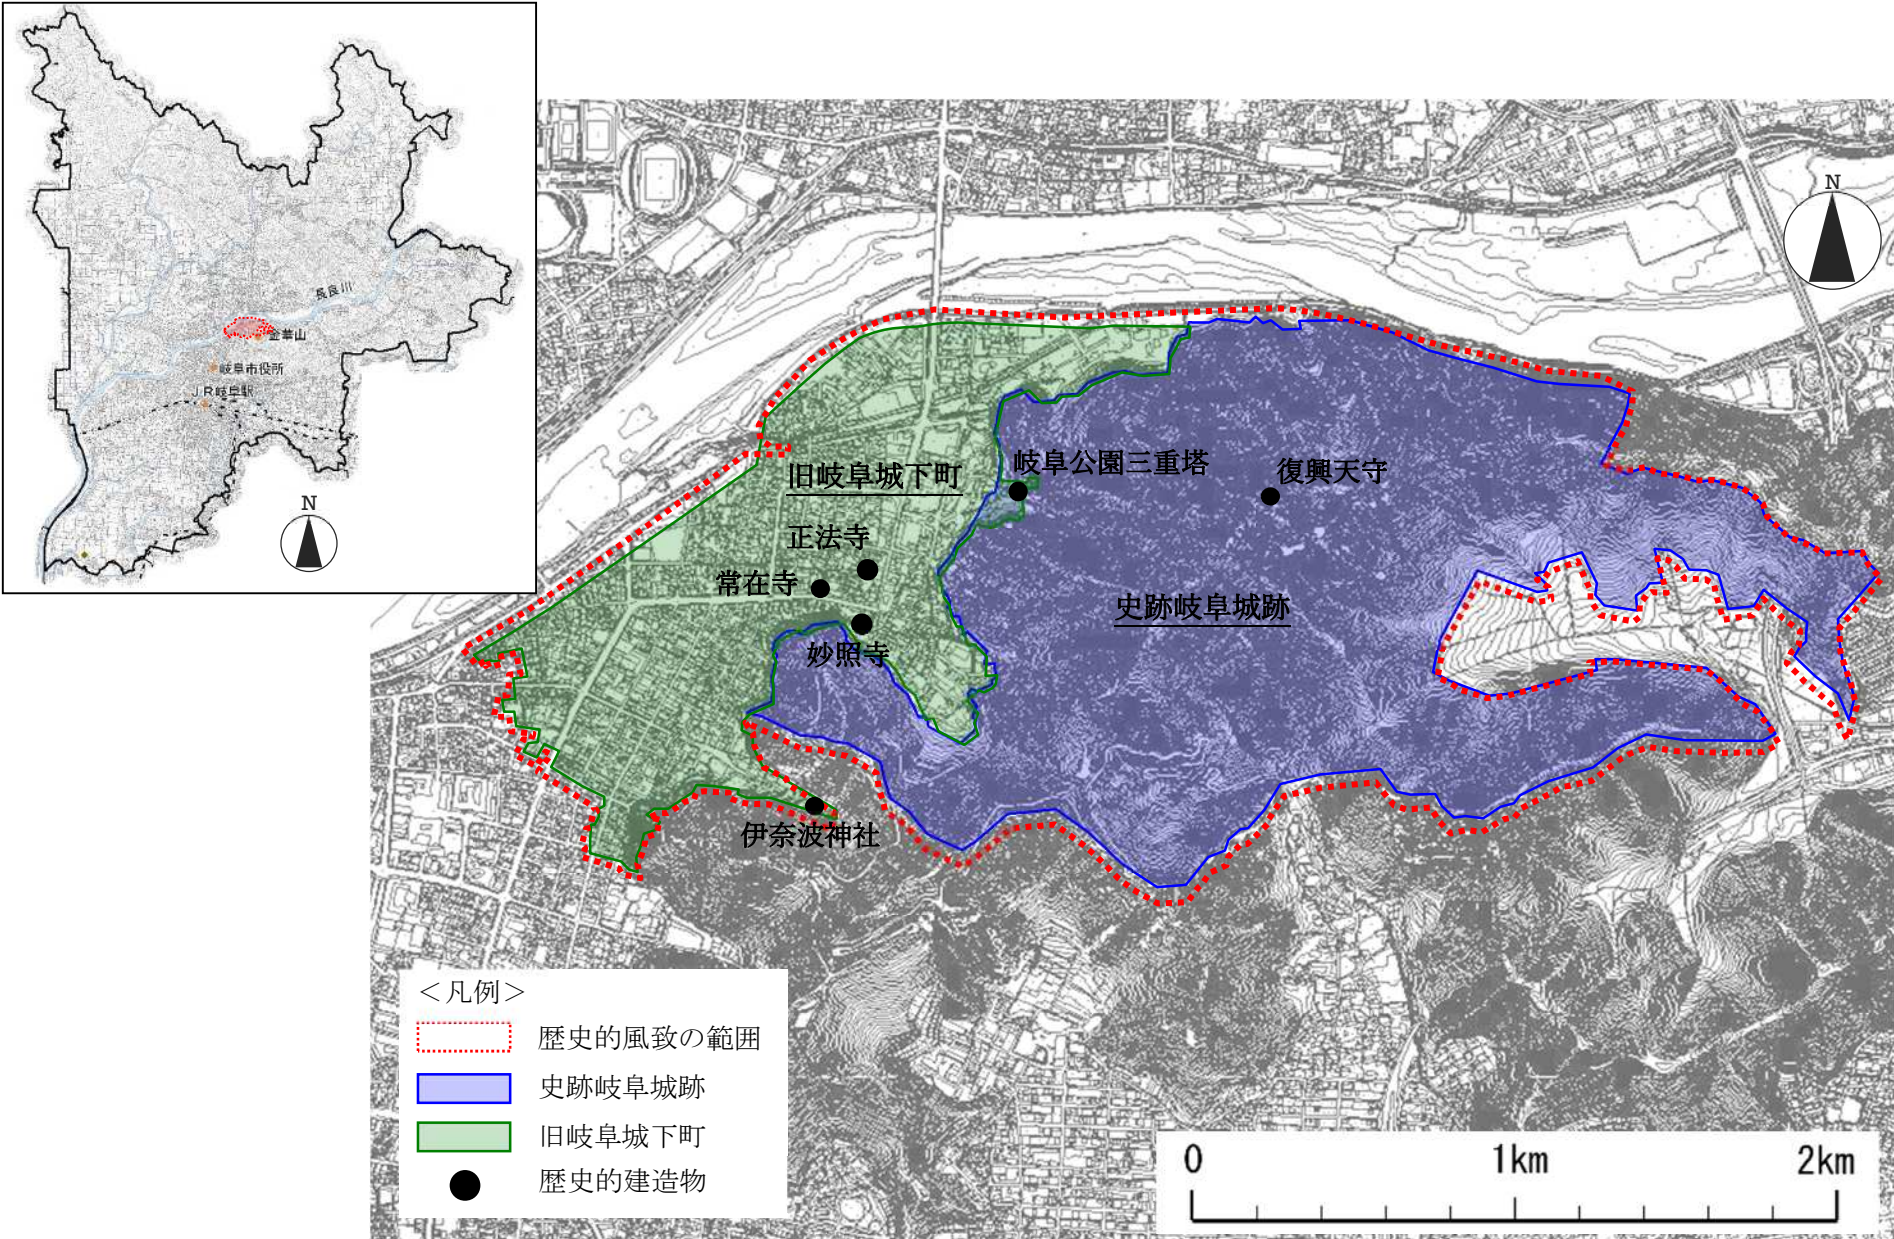 長良川
金華山
岐阜市役所
JR岐阜駅
N
N
旧岐阜城下町
岐阜公園三重塔
復興天守
正法寺
常在寺
史跡岐阜城跡
妙照寺
伊奈波神社
＜凡例＞
歴史的風致の範囲
史跡岐阜城跡
旧岐阜城下町
歴史的建造物
0 1km 2km